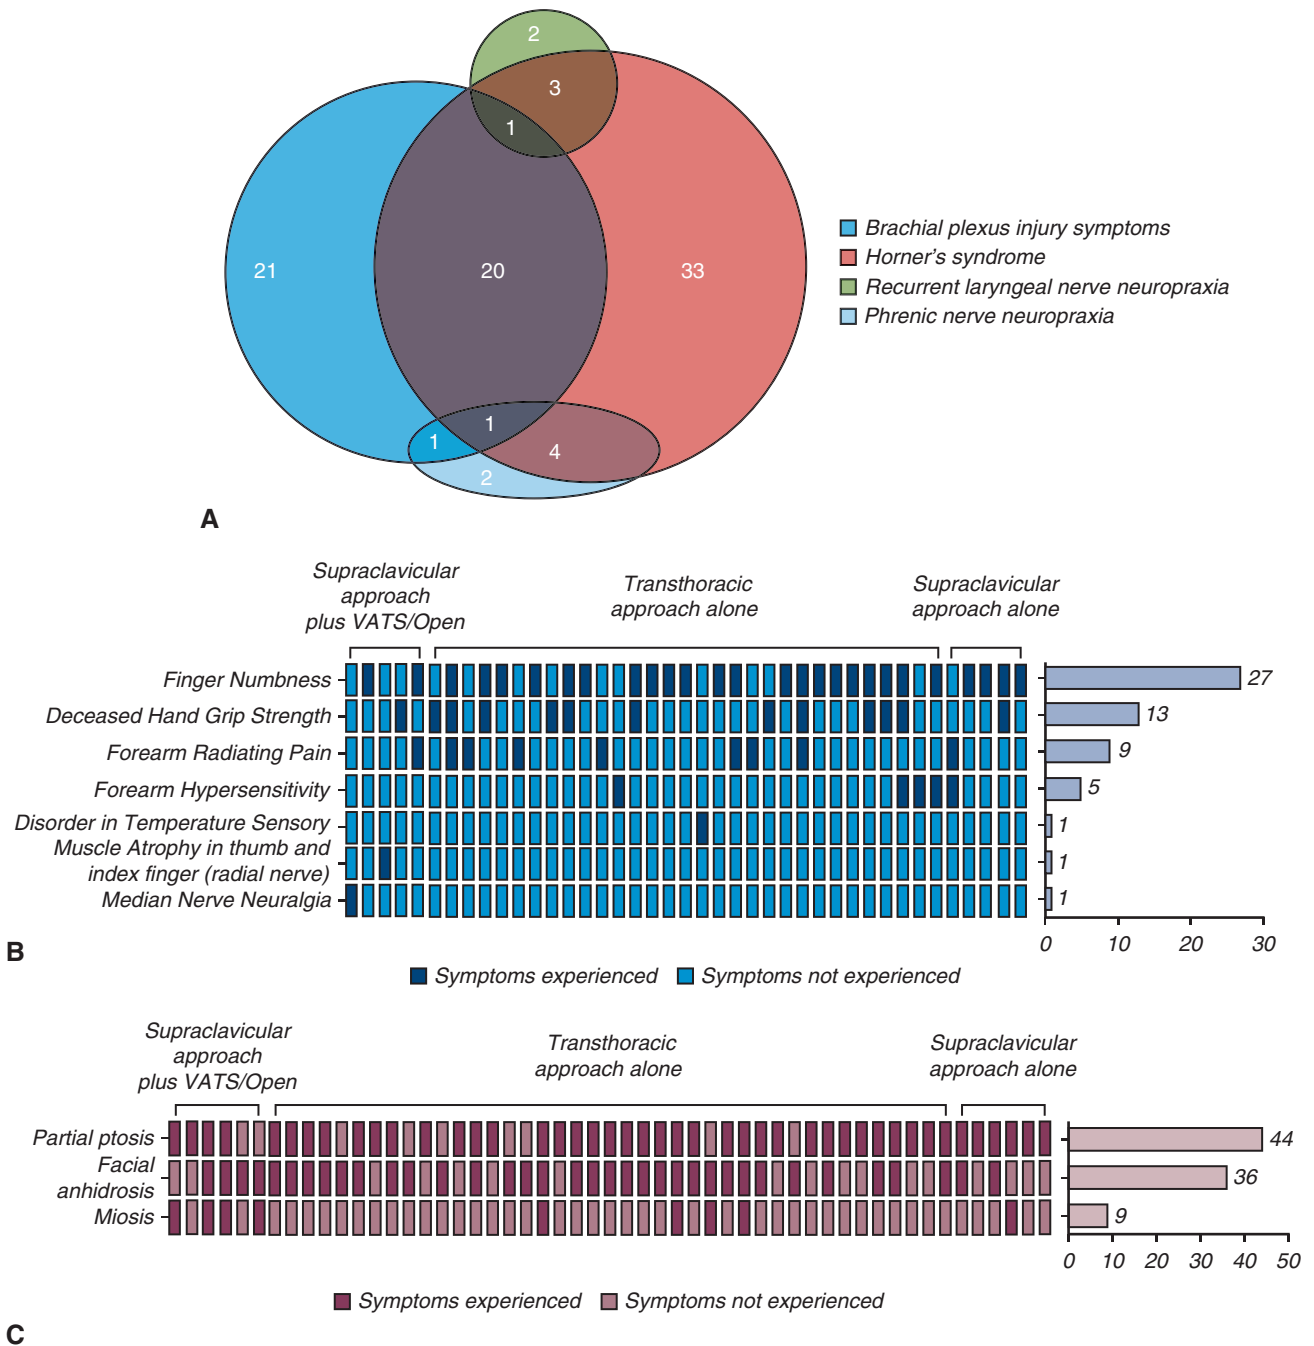 2
3
1
21
20
33
1
1
4
2
Brachial plexus injury symptoms
Horner's syndrome
Recurrent laryngeal nerve neuropraxia
Phrenic nerve neuropraxia
A
Supraclavicular
approach
plus VATS/Open
Transthoracic
approach alone
Supraclavicular
approach alone
Finger Numbness
27
Deceased Hand Grip Strength
13
Forearm Radiating Pain
9
Forearm Hypersensitivity
5
Disorder in Temperature Sensory
1
Muscle Atrophy in thumb and
index finger (radial nerve)
1
Median Nerve Neuralgia
1
0 10 20 30
B
Symptoms experienced
Symptoms not experienced
Supraclavicular
approach
plus VATS/Open
Transthoracic
approach alone
Supraclavicular
approach alone
Partial ptosis
44
Facial
anhidrosis
36
Miosis
9
0 10 20 30 40 50
Symptoms experienced
Symptoms not experienced
C